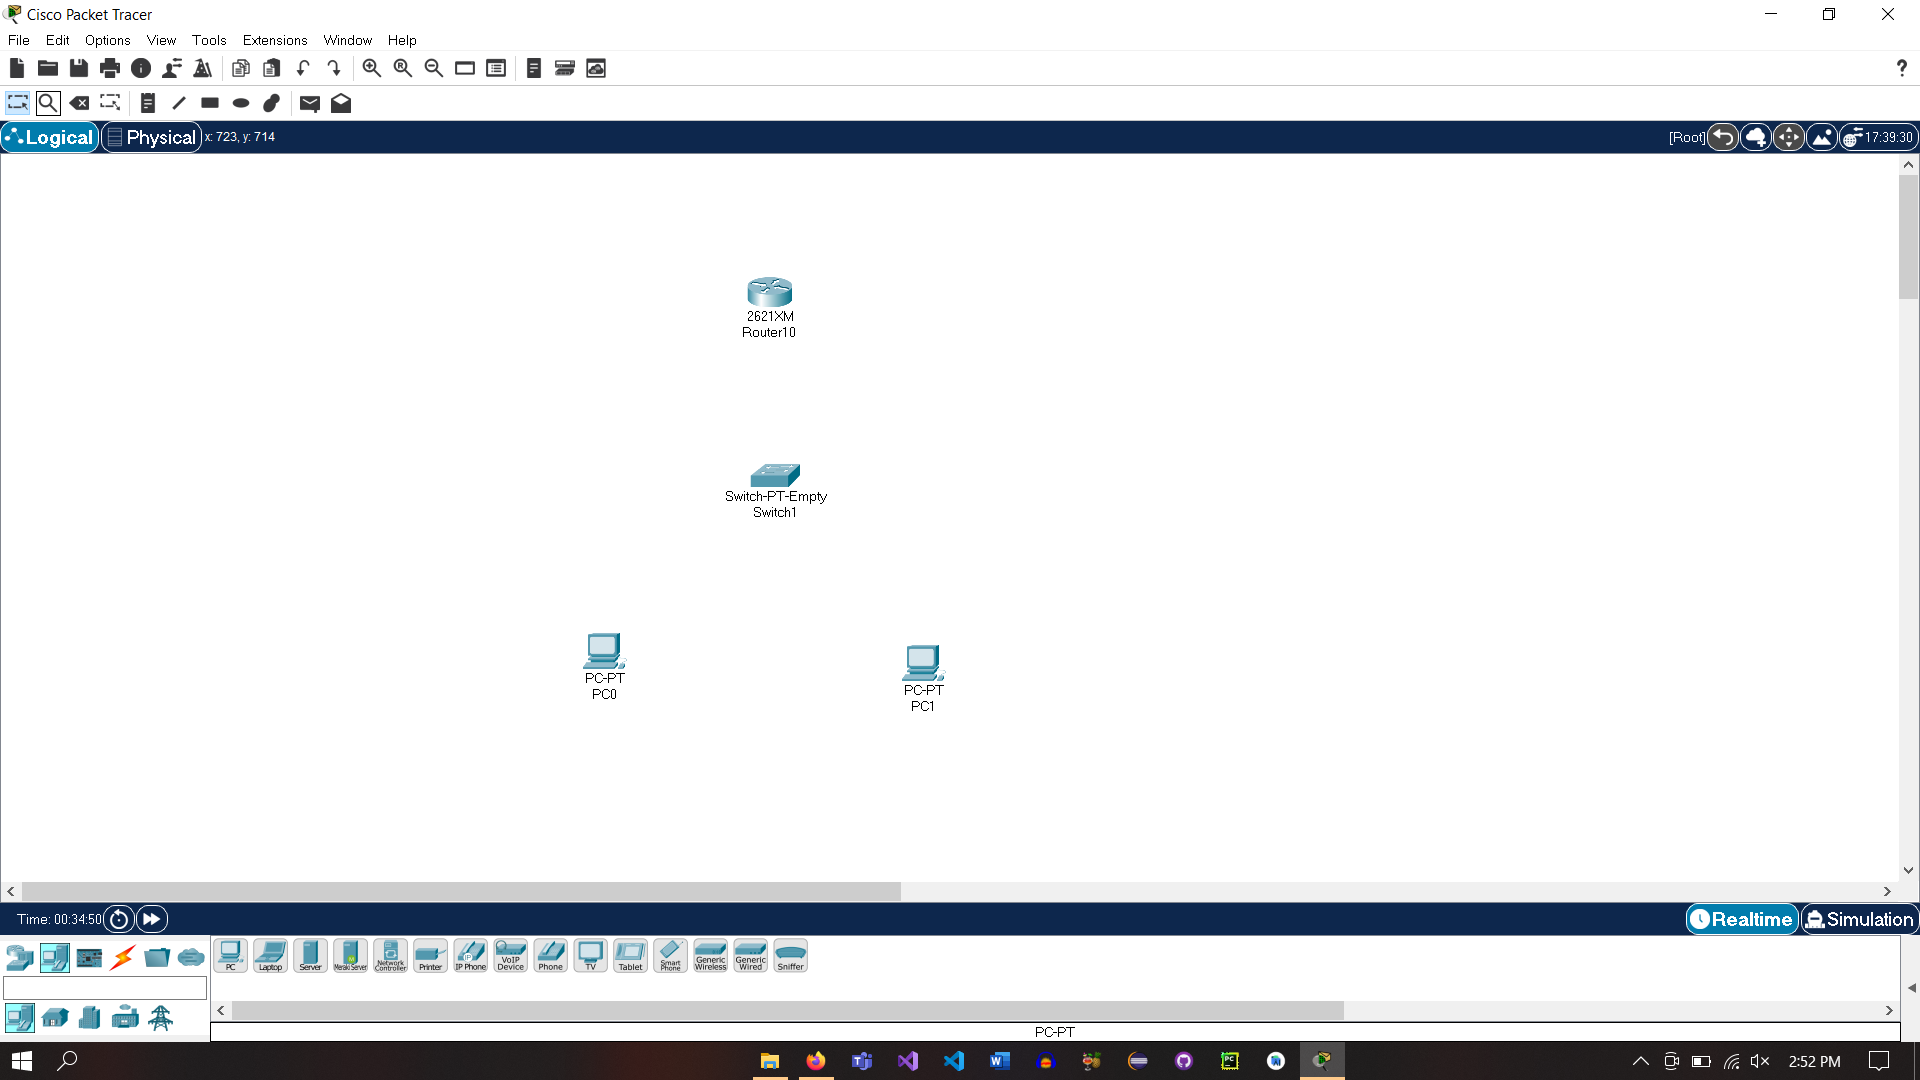 Cisco Packet Tracer
File Edit Options View Tools Extensions Window Help
?
Logical Physical x: 723, y: 714 [Root] 17:39:30
2621XM
Router10
Switch-PT-Empty
Switch1
PC-PT
PC0
PC-PT
PC1
Time: 00:34:50 Realtime Simulation
PC Laptop Server Meraki Server Network Controller Printer IP Phone VoIP Device Phone TV Tablet Smart Phone Generic Wireless Generic Wired Sniffer
PC-PT
2:52 PM